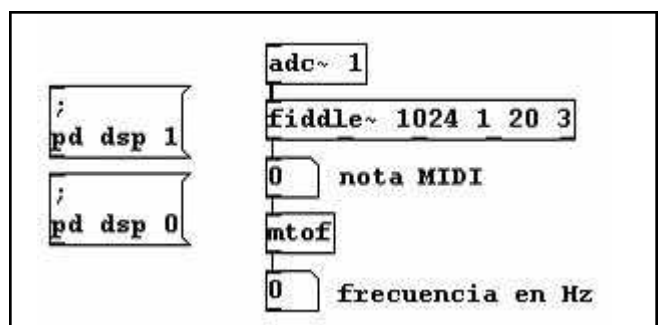 ;
pd dsp 1
;
pd dsp 0
adc~ 1
fiddle~ 1024 1 20 3
0 nota MIDI
mtof
0 frecuencia en Hz